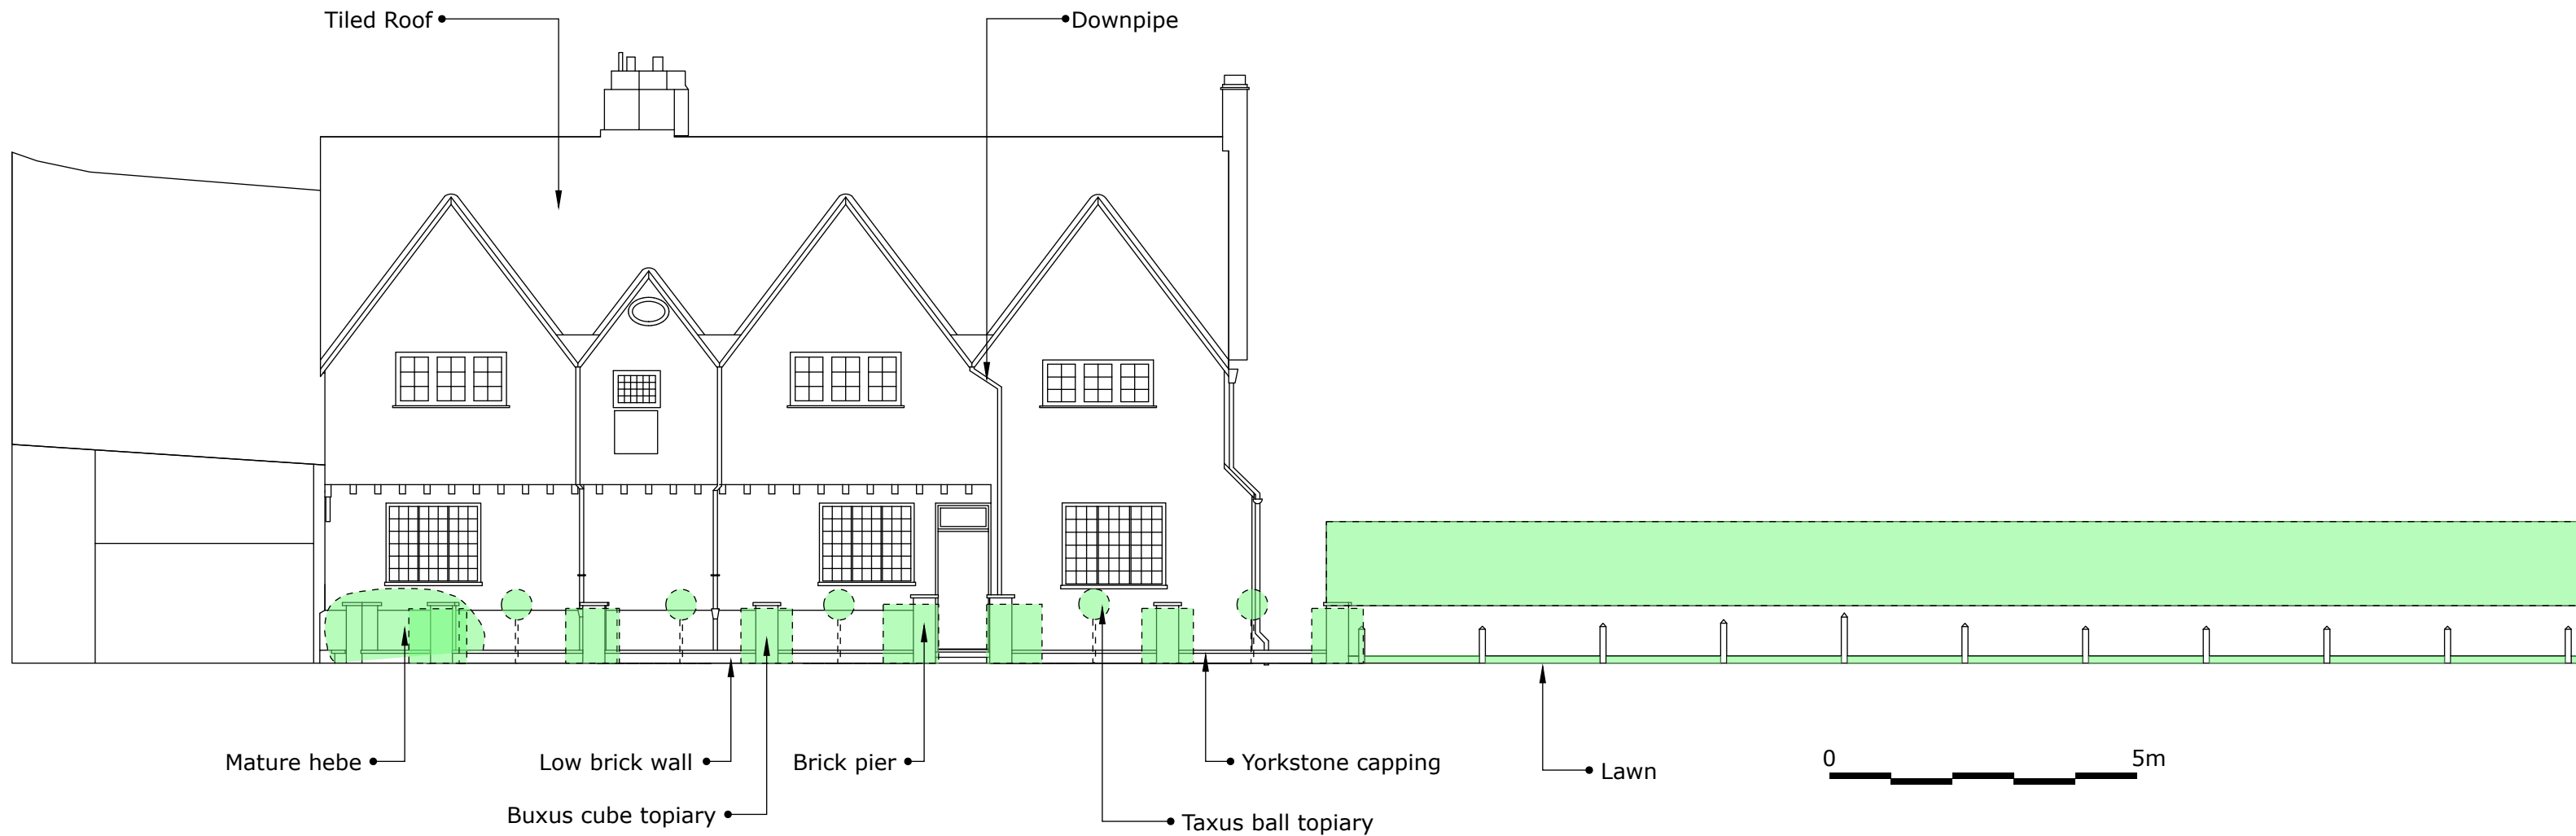 Tiled Roof
Downpipe
Mature hebe
Low brick wall
Brick pier
Yorkstone capping
Lawn
0
5m
Buxus cube topiary
Taxus ball topiary